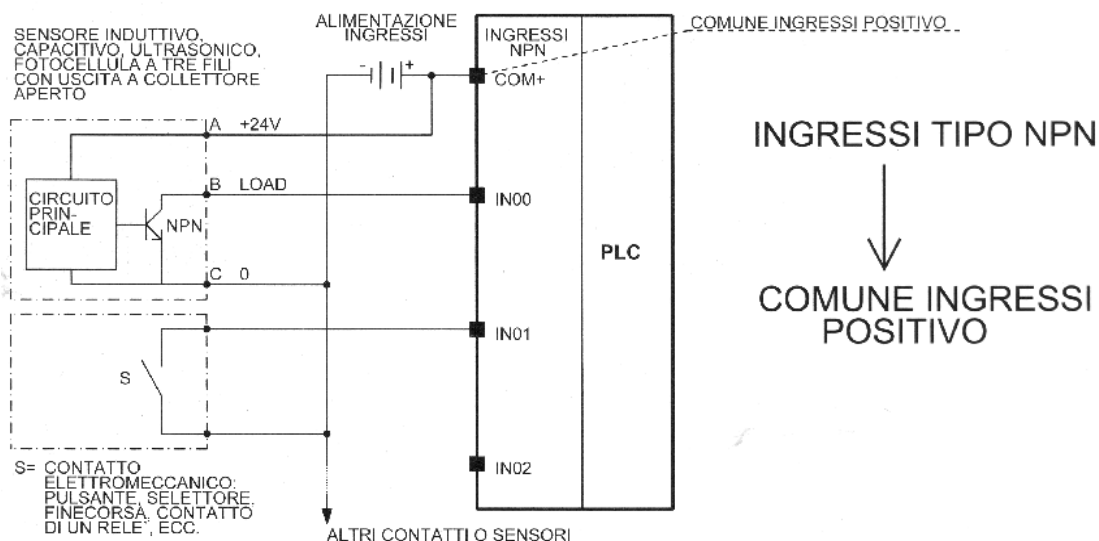 SENSORE INDUTTIVO,
CAPACITIVO, ULTRASONICO,
FOTOCELLULA A TRE FILI
CON USCITA A COLLETTORE
APERTO
ALIMENTAZIONE
INGRESSI
- +
INGRESSI
NPN
COM+
COMUNE INGRESSI POSITIVO
A +24V
B LOAD
CIRCUITO
PRIN-
CIPALE
NPN
C 0
IN00
PLC
IN01
S
IN02
S= CONTATTO
ELETTROMECCANICO:
PULSANTE, SELETTORE,
FINECORSA, CONTATTO
DI UN RELE`, ECC.
ALTRI CONTATTI O SENSORI
INGRESSI TIPO NPN
COMUNE INGRESSI
POSITIVO